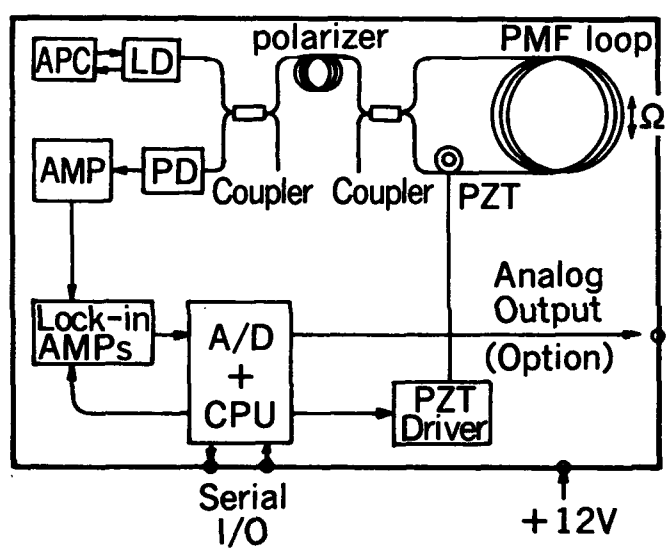 polarizer
PMF loop
APC
LD
Ω
AMP
PD
Coupler
Coupler
PZT
Analog
Output
(Option)
Lock-in
AMPs
A/D
+
CPU
PZT
Driver
Serial
I/O
+12V